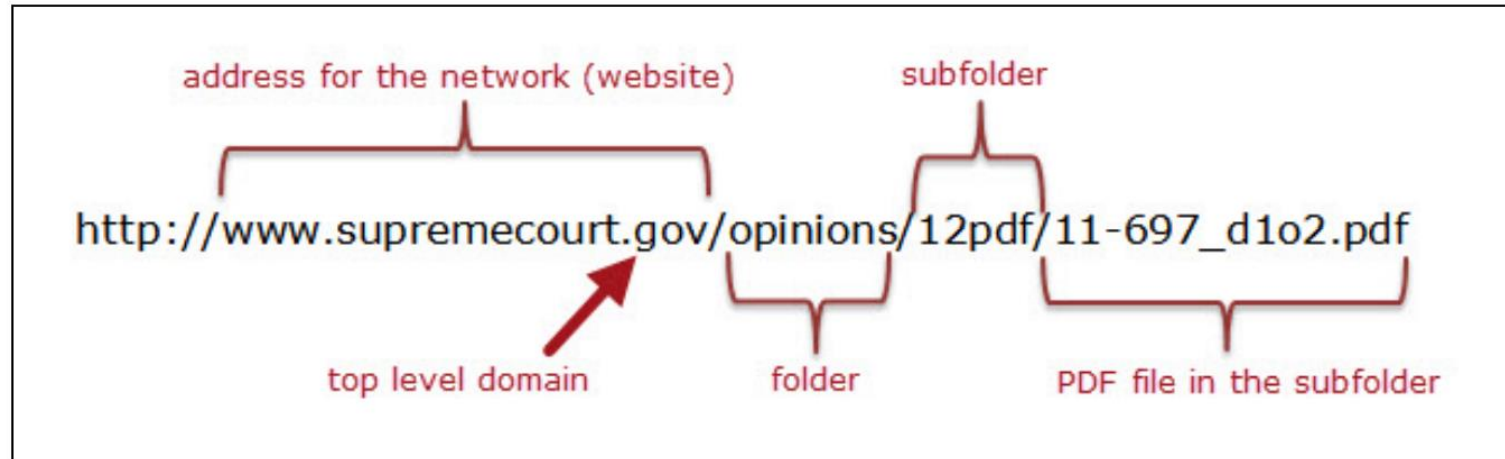 address for the network (website) subfolder
http://www.supremecourt.gov/opinions/12pdf/11-697_d1o2.pdf
top level domain folder PDF file in the subfolder